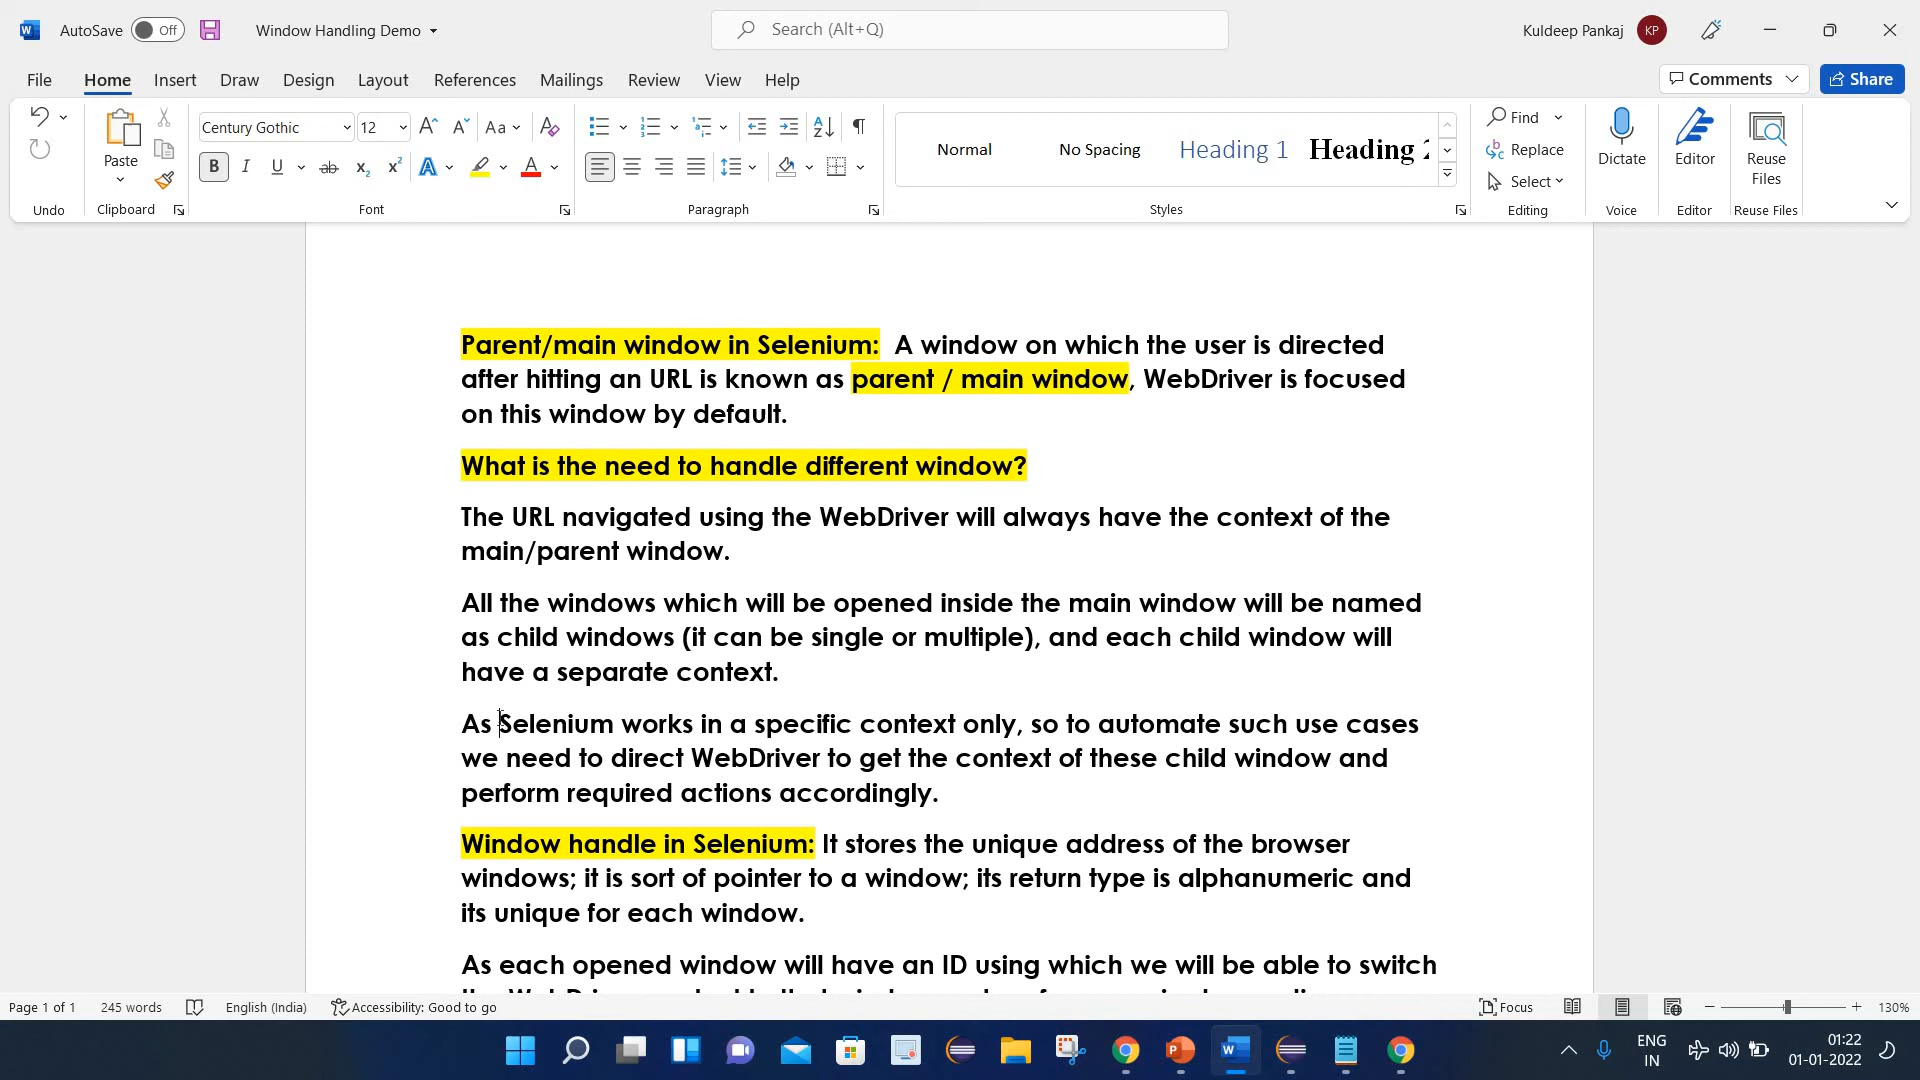 AutoSave Off Window Handling Demo Search (Alt+Q) Kuldeep Pankaj KP
File Home Insert Draw Design Layout References Mailings Review View Help Comments Share
Century Gothic 12 Aa Normal No Spacing Heading 1 Heading 2 Find Replace Select
Paste Dictate Editor Reuse Files
Undo Clipboard Font Paragraph Styles Editing Voice Editor Reuse Files
Parent/main window in Selenium: A window on which the user is directed
after hitting an URL is known as parent / main window, WebDriver is focused
on this window by default.
What is the need to handle different window?
The URL navigated using the WebDriver will always have the context of the
main/parent window.
All the windows which will be opened inside the main window will be named
as child windows (it can be single or multiple), and each child window will
have a separate context.
As Selenium works in a specific context only, so to automate such use cases
we need to direct WebDriver to get the context of these child window and
perform required actions accordingly.
Window handle in Selenium: It stores the unique address of the browser
windows; it is sort of pointer to a window; its return type is alphanumeric and
its unique for each window.
As each opened window will have an ID using which we will be able to switch
Page 1 of 1 245 words English (India) Accessibility: Good to go Focus 130%
ENG 01:22
IN 01-01-2022